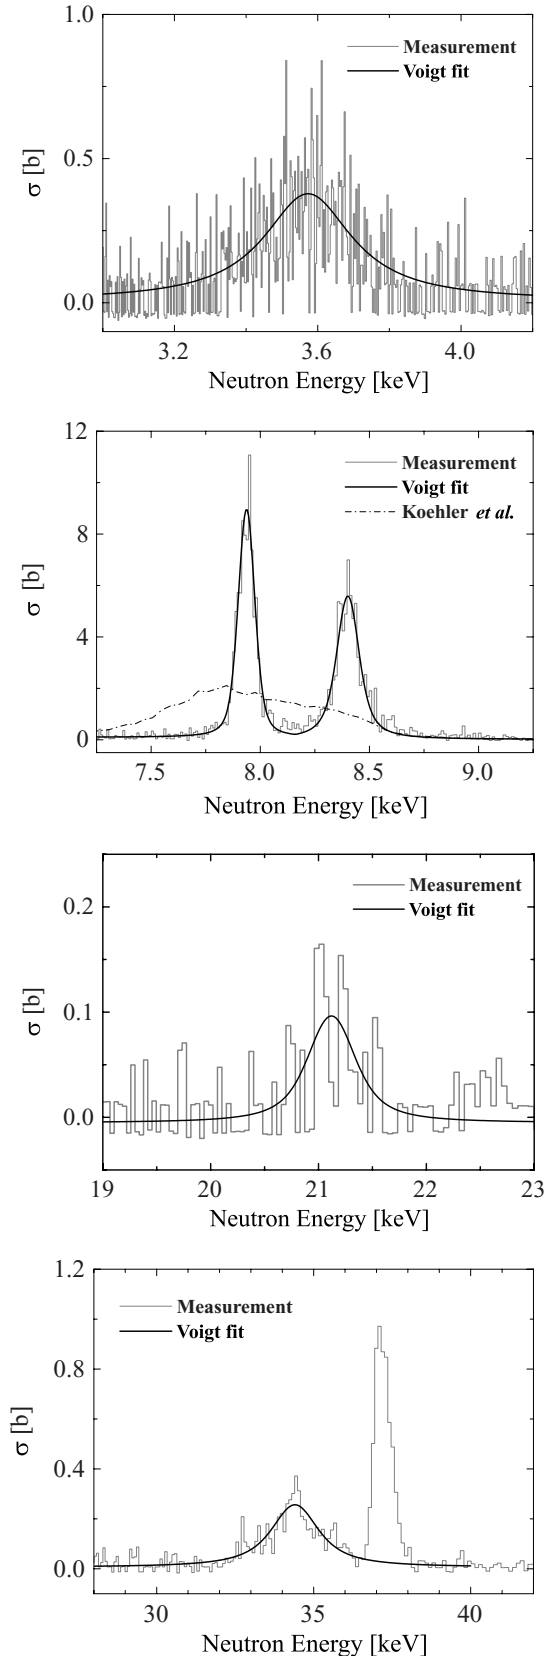 1.0
Measurement
Voigt fit
0.5
σ [b]
0.0
3.2 3.6 4.0
Neutron Energy [keV]
12
Measurement
Voigt fit
Koehler et al.
8
σ [b]
4
0
7.5 8.0 8.5 9.0
Neutron Energy [keV]
Measurement
Voigt fit
0.2
σ [b]
0.1
0.0
19 20 21 22 23
Neutron Energy [keV]
1.2
Measurement
Voigt fit
0.8
σ [b]
0.4
0.0
30 35 40
Neutron Energy [keV]